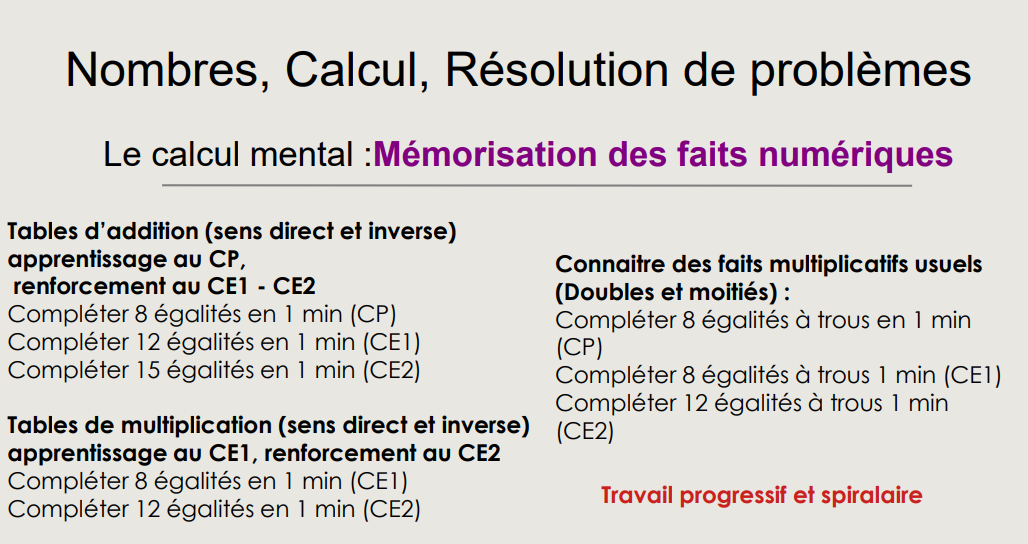 Nombres, Calcul, Résolution de problèmes
Le calcul mental :Mémorisation des faits numériques
Tables d’addition (sens direct et inverse)
apprentissage au CP,
renforcement au CE1 - CE2
Compléter 8 égalités en 1 min (CP)
Compléter 12 égalités en 1 min (CE1)
Compléter 15 égalités en 1 min (CE2)
Tables de multiplication (sens direct et inverse)
apprentissage au CE1, renforcement au CE2
Compléter 8 égalités en 1 min (CE1)
Compléter 12 égalités en 1 min (CE2)
Connaitre des faits multiplicatifs usuels
(Doubles et moitiés) :
Compléter 8 égalités à trous en 1 min
(CP)
Compléter 8 égalités à trous 1 min (CE1)
Compléter 12 égalités à trous 1 min
(CE2)
Travail progressif et spiralaire